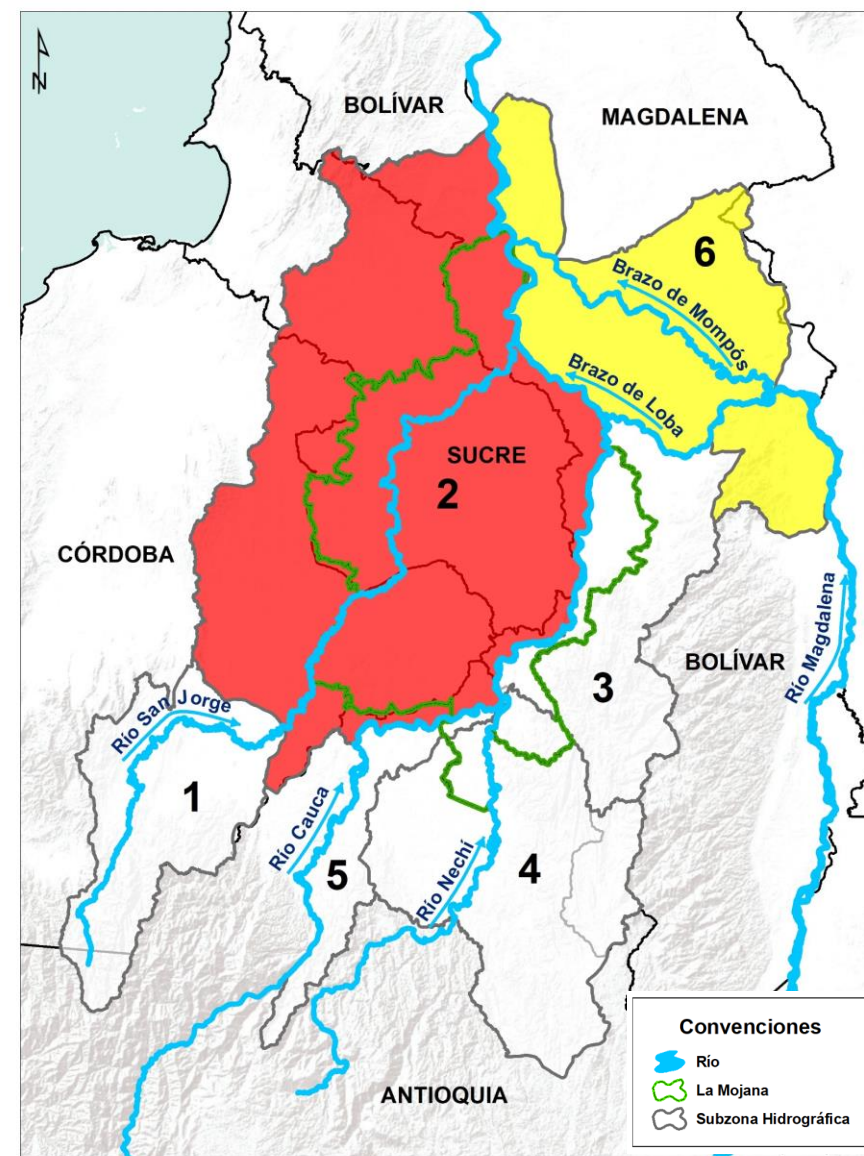 N
BOLÍVAR
MAGDALENA
6
Brazo de Mompós
Brazo de Loba
SUCRE
2
CÓRDOBA
BOLÍVAR
Río Magdalena
3
Río San Jorge
1
Río Cauca
5
Río Nechí
4
ANTIOQUIA
Convenciones
Río
La Mojana
Subzona Hidrográfica